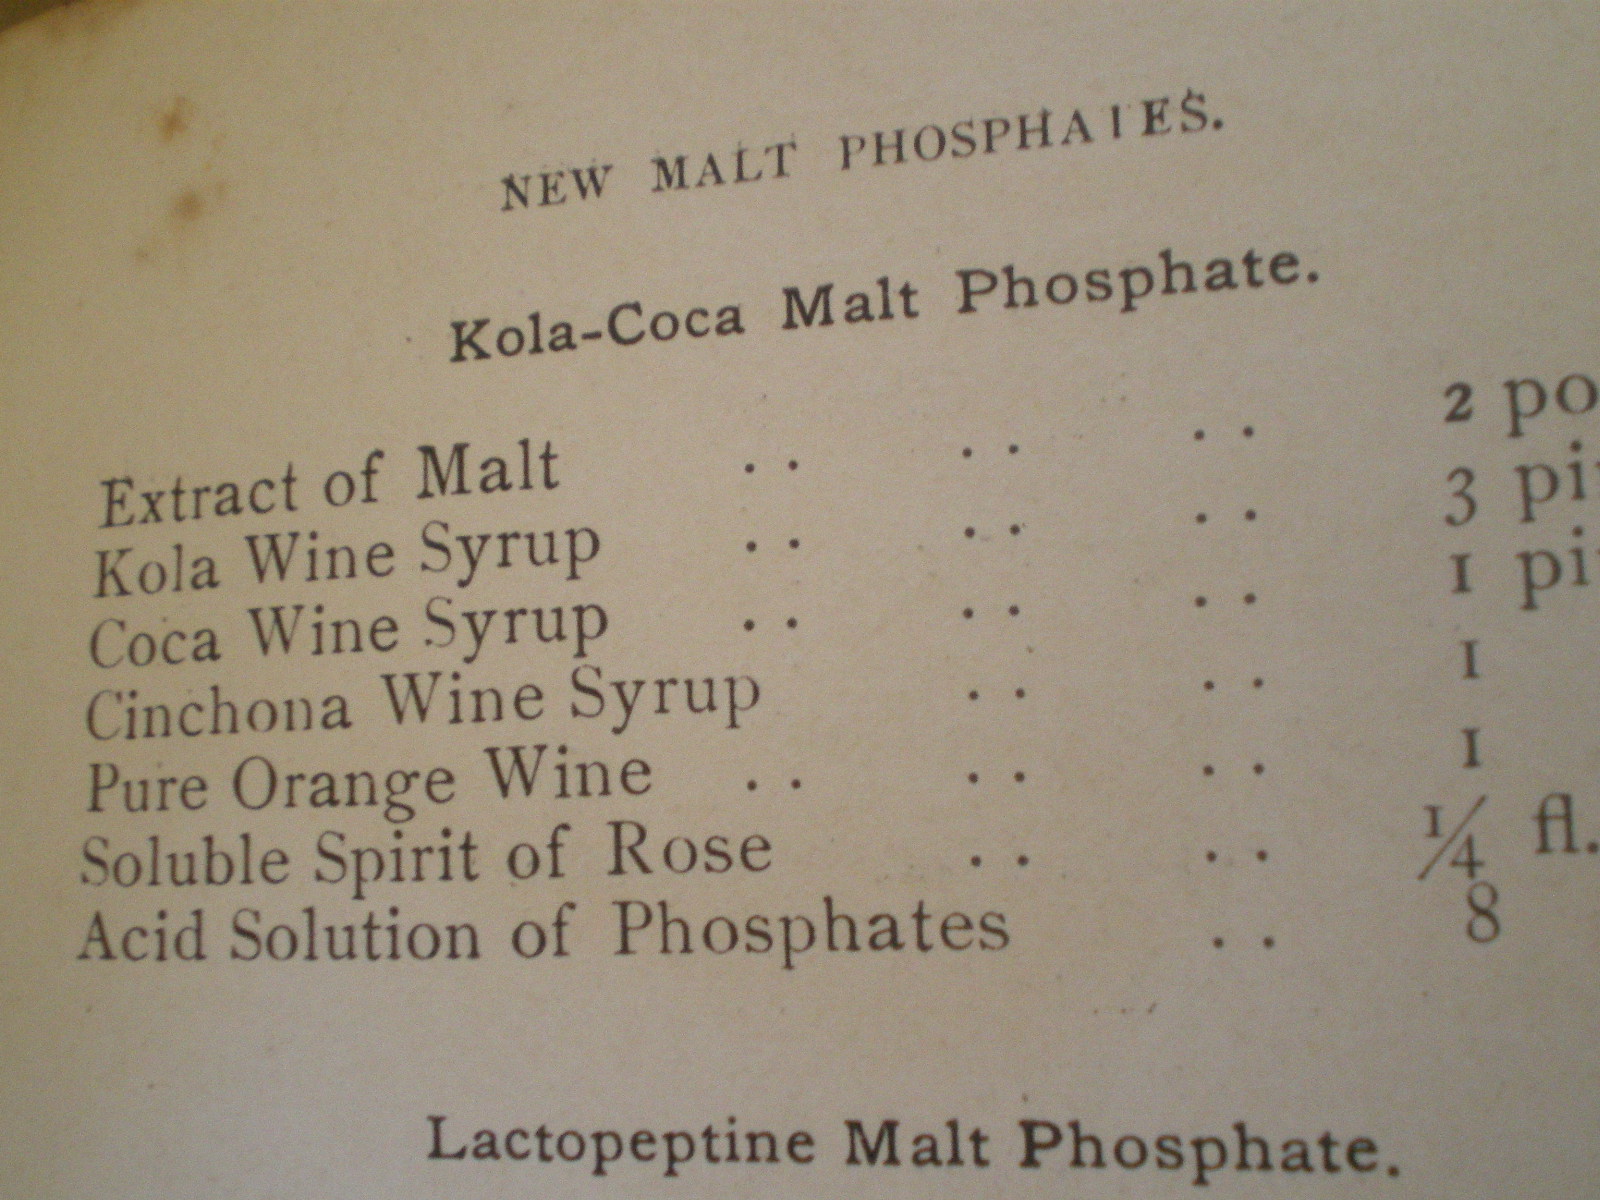 NEW MALT PHOSPHATES.
Kola-Coca Malt Phosphate.
Extract of Malt .. .. .. 2 po
Kola Wine Syrup .. .. .. 3 pi
Coca Wine Syrup .. .. .. 1 pi
Cinchona Wine Syrup .. .. 1
Pure Orange Wine .. .. .. 1
Soluble Spirit of Rose .. .. 1/4 fl.
Acid Solution of Phosphates .. 8
Lactopeptine Malt Phosphate.